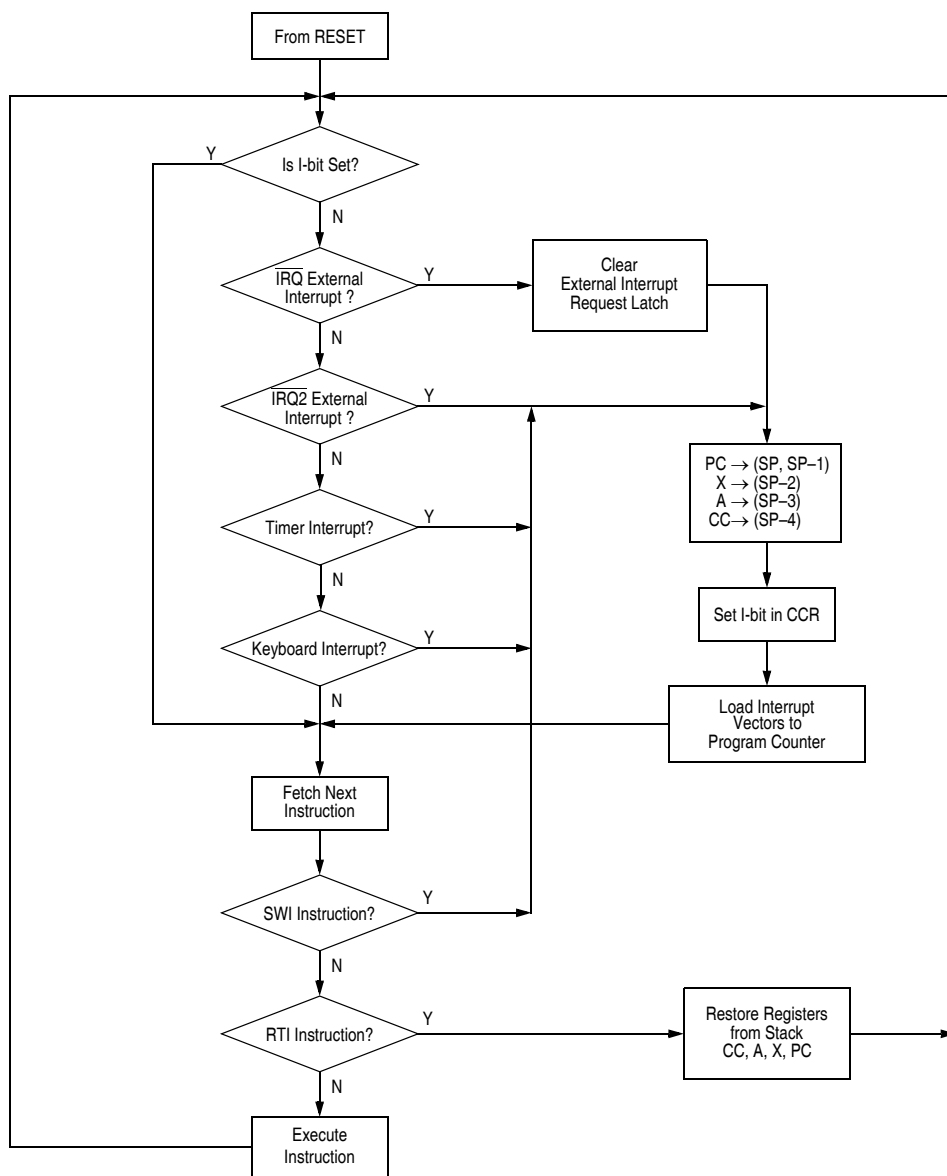 From RESET
Y
Is I-bit Set?
N
IRQ External
Interrupt ?
Y
Clear
External Interrupt
Request Latch
N
IRQ2 External
Interrupt ?
Y
N
PC → (SP, SP–1)
X → (SP–2)
A → (SP–3)
CC→ (SP–4)
Timer Interrupt?
Y
N
Set I-bit in CCR
Keyboard Interrupt?
Y
N
Load Interrupt
Vectors to
Program Counter
Fetch Next
Instruction
SWI Instruction?
Y
N
RTI Instruction?
Y
Restore Registers
from Stack
CC, A, X, PC
N
Execute
Instruction